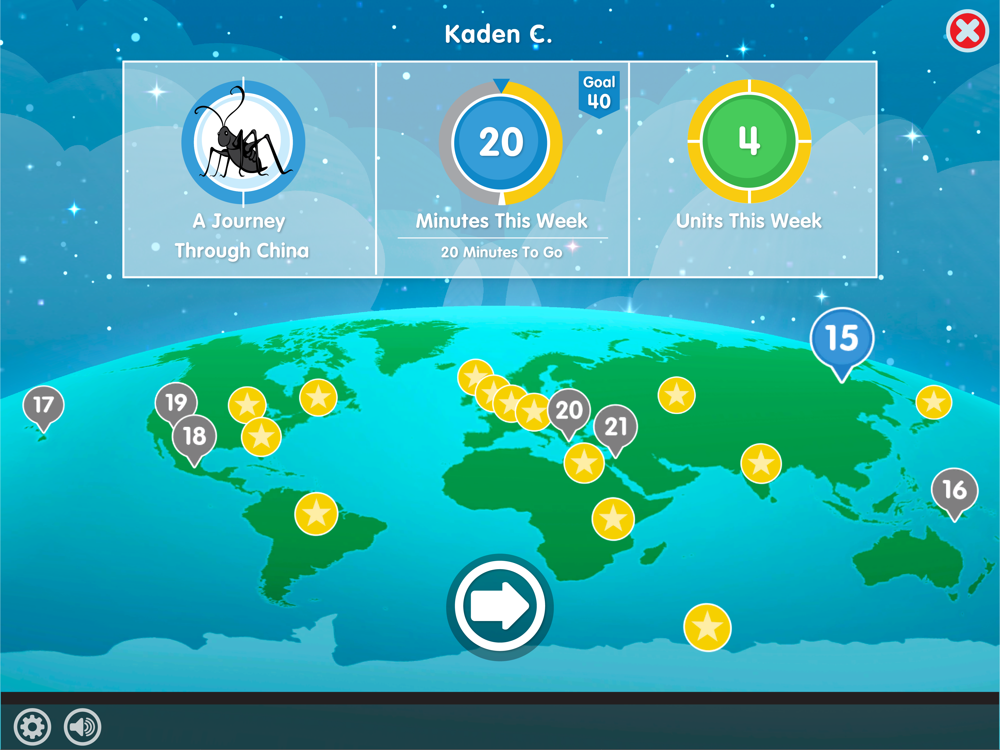 Kaden C.
Goal
40
20
4
A Journey
Through China
Minutes This Week
20 Minutes To Go
Units This Week
15
17
19
18
20
21
16